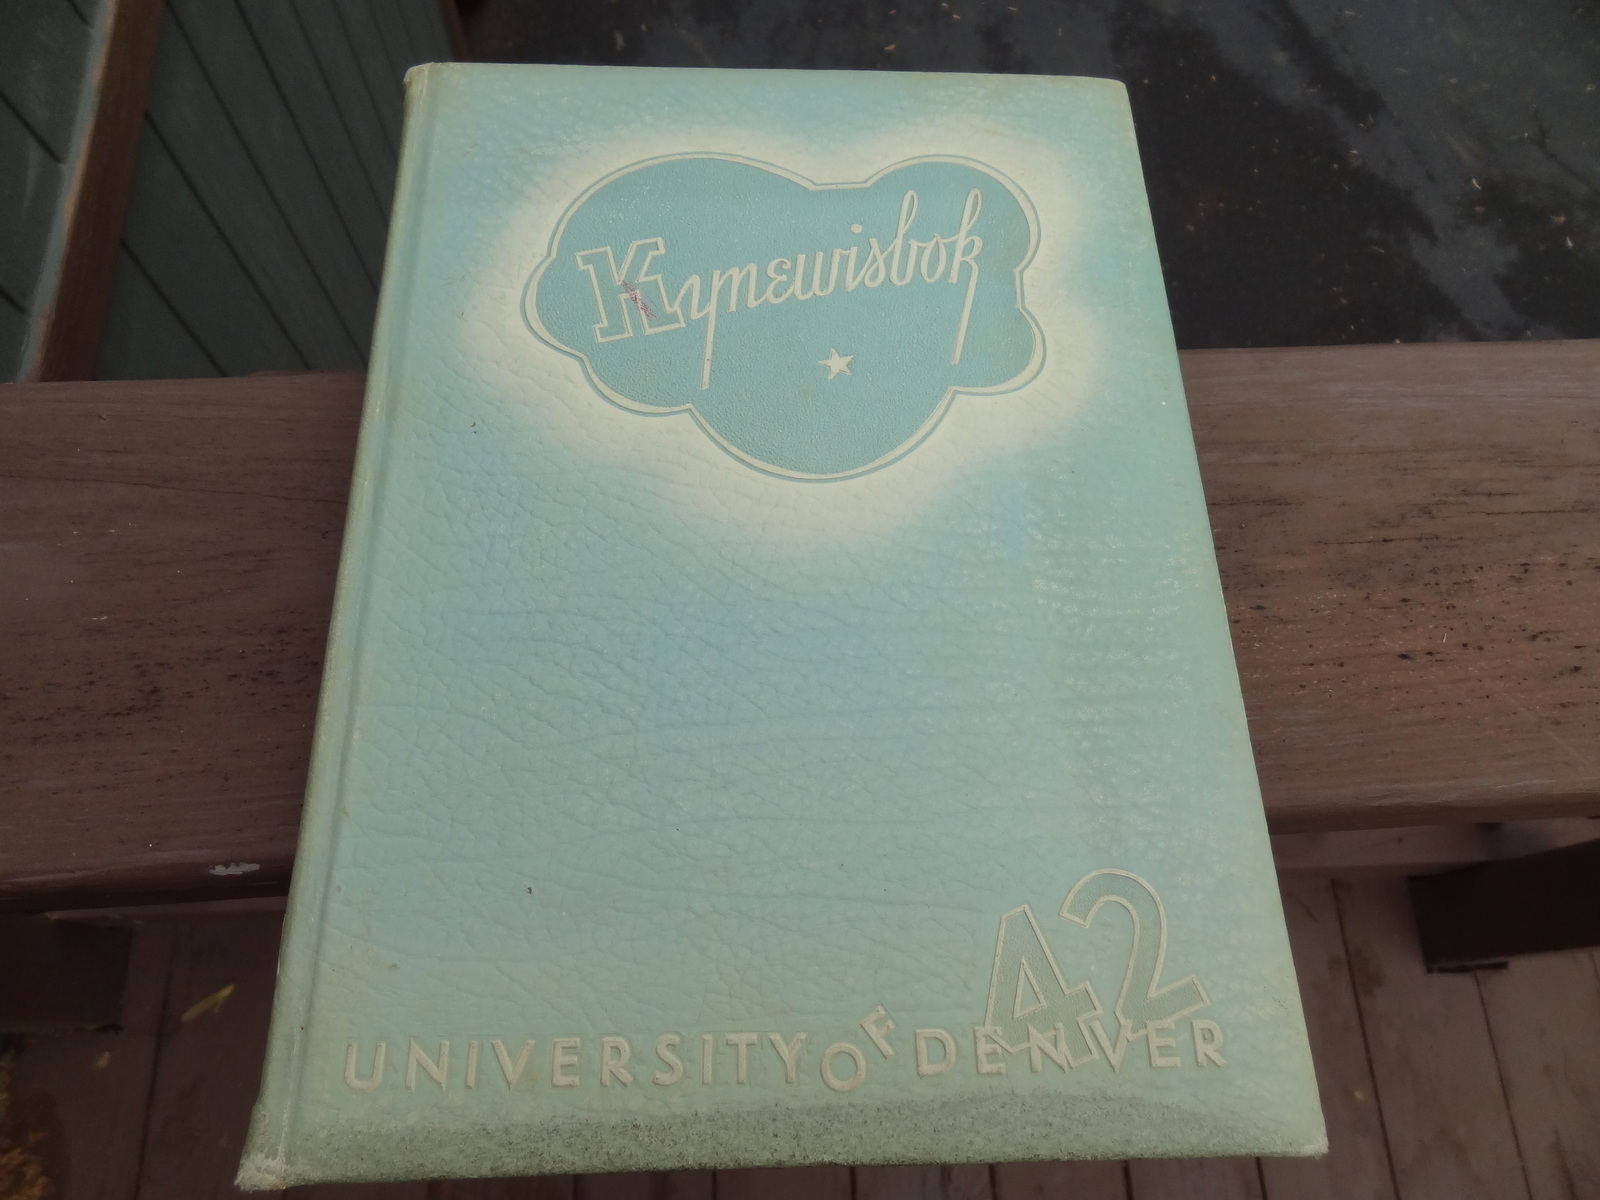 Kynewisbok
42
UNIVERSITY OF DENVER